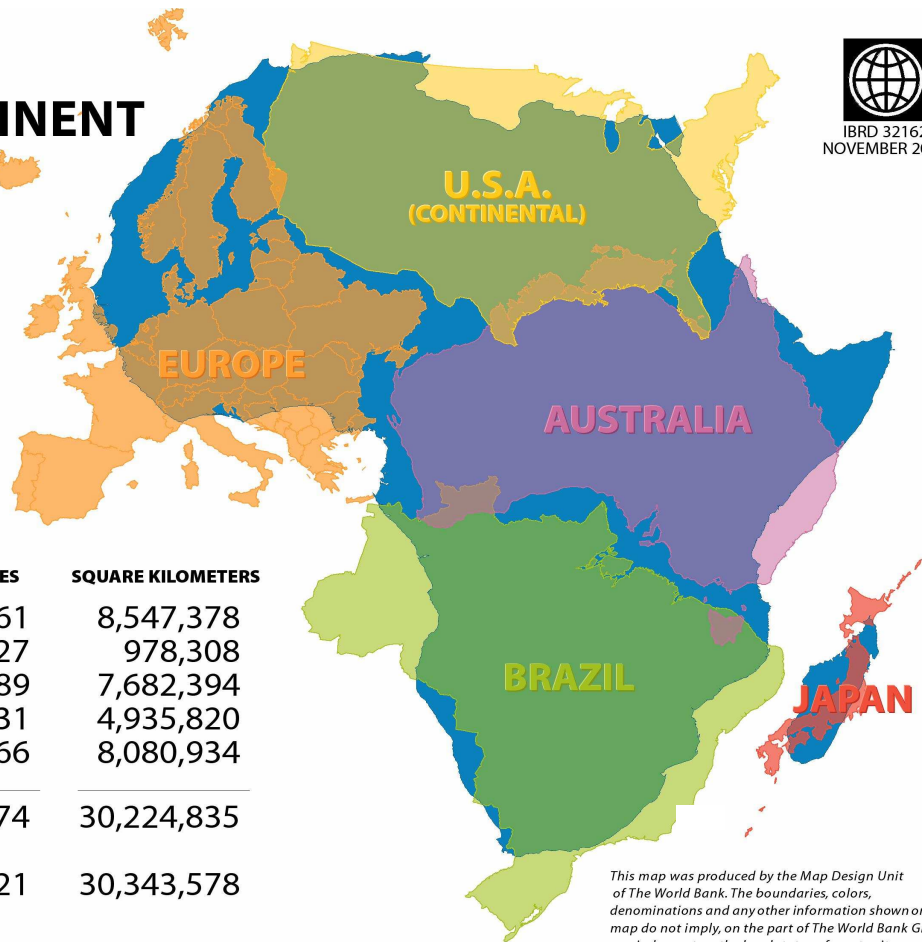 INENT
IBRD 32162
NOVEMBER 20
U.S.A.
(CONTINENTAL)
EUROPE
AUSTRALIA
BRAZIL
JAPAN
ES SQUARE KILOMETERS
61 8,547,378
27 978,308
89 7,682,394
31 4,935,820
66 8,080,934
74 30,224,835
21 30,343,578
This map was produced by the Map Design Unit
of The World Bank. The boundaries, colors,
denominations and any other information shown on
map do not imply, on the part of The World Bank G